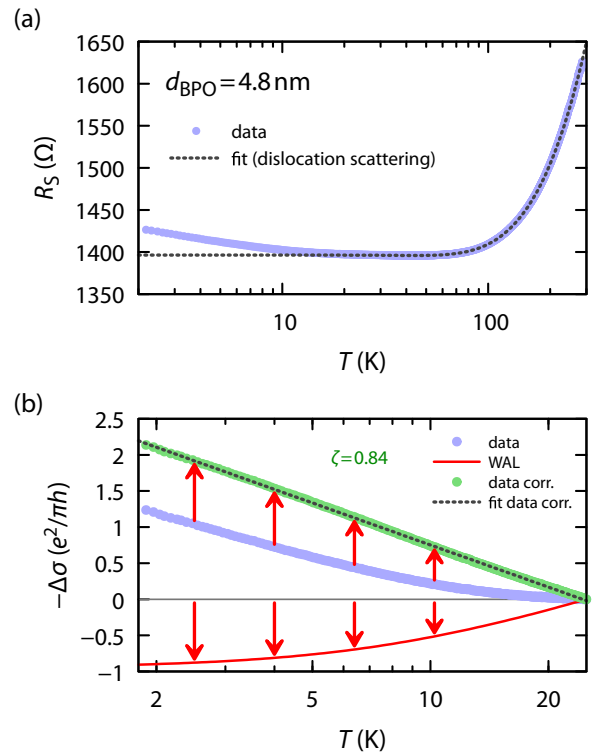 (a)
1650
1600
1550
1500
1450
1400
1350
R_S (Ω)
d_BPO = 4.8 nm
data
fit (dislocation scattering)
10
100
T (K)
(b)
2.5
2
1.5
1
0.5
0
−0.5
−1
−Δσ (e²/πh)
ζ=0.84
data
WAL
data corr.
fit data corr.
2
5
10
20
T (K)